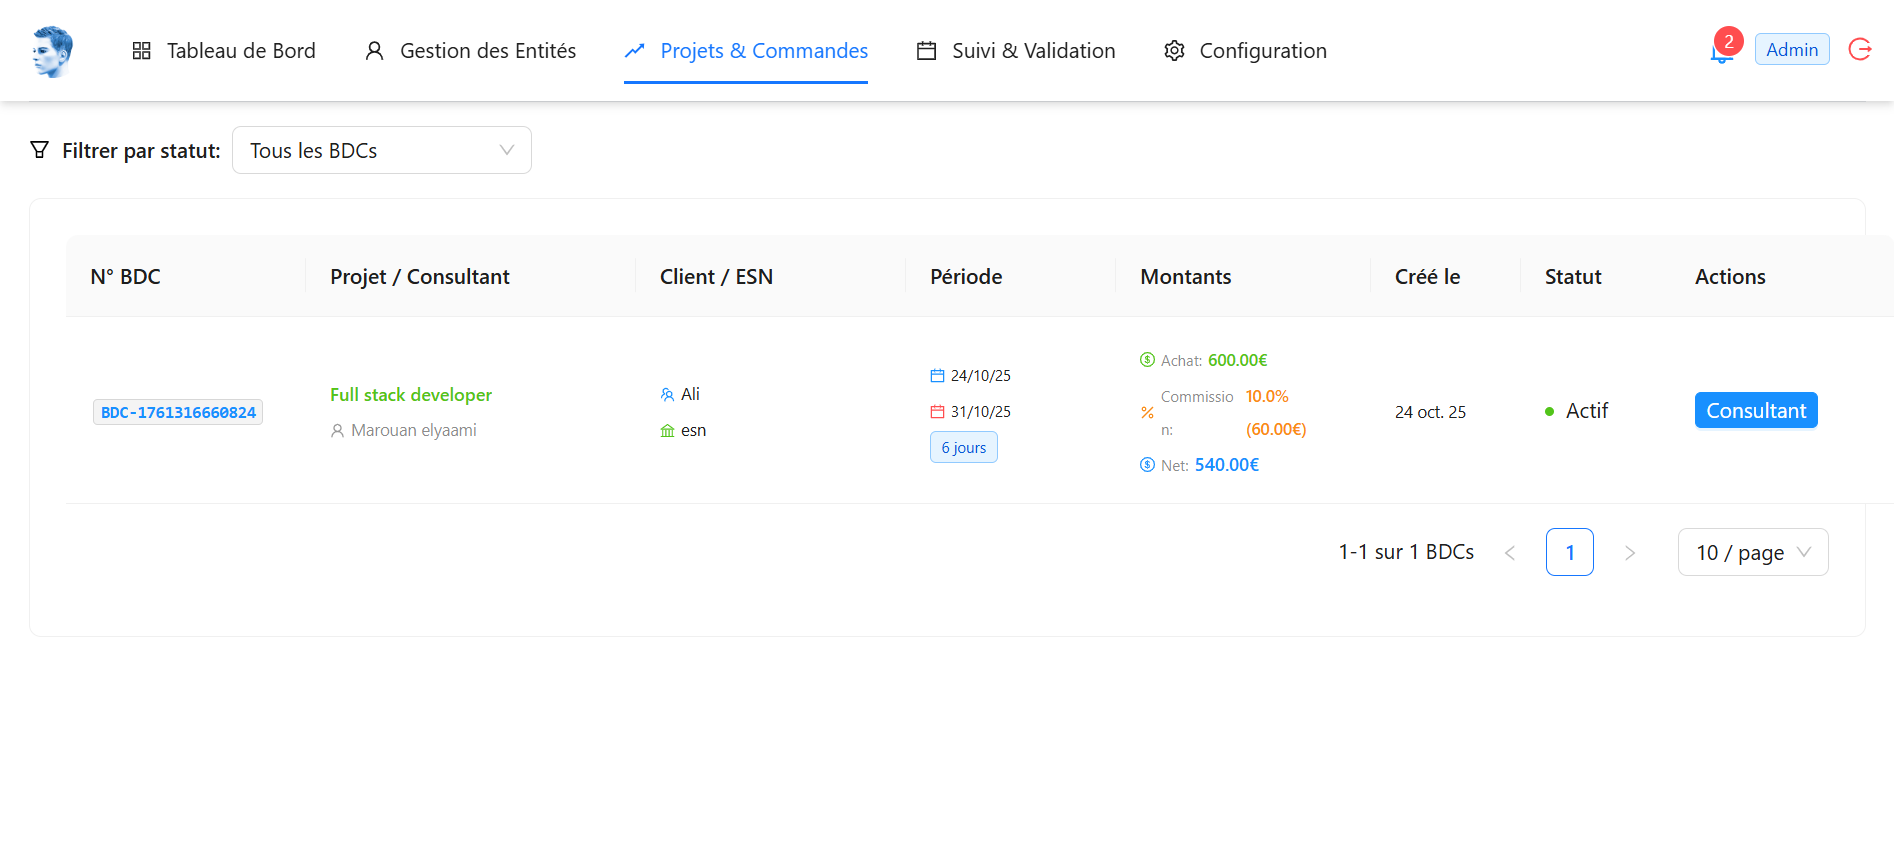 Tableau de Bord
Gestion des Entités
Projets & Commandes
Suivi & Validation
Configuration
2
Admin
Filtrer par statut:
Tous les BDCs
N° BDC
Projet / Consultant
Client / ESN
Période
Montants
Créé le
Statut
Actions
BDC-1761316660824
Full stack developer
Marouan elyaami
Ali
esn
24/10/25
31/10/25
6 jours
Achat: 600.00€
Commissio
n:
10.0%
(60.00€)
Net: 540.00€
24 oct. 25
Actif
Consultant
1-1 sur 1 BDCs
1
10 / page